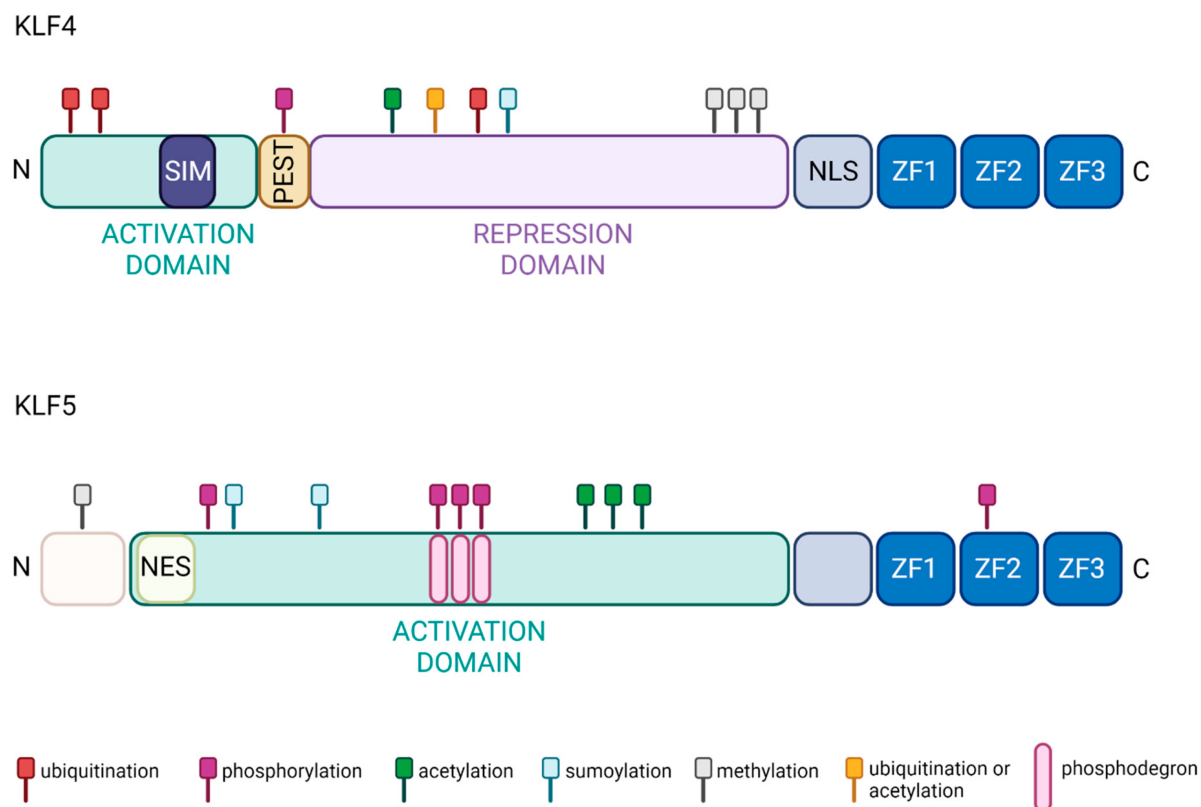 KLF4
N
SIM
PEST
NLS
ZF1
ZF2
ZF3
C
ACTIVATION
DOMAIN
REPRESSION
DOMAIN
KLF5
N
NES
ZF1
ZF2
ZF3
C
ACTIVATION
DOMAIN
ubiquitination
phosphorylation
acetylation
sumoylation
methylation
ubiquitination or
acetylation
phosphodegron